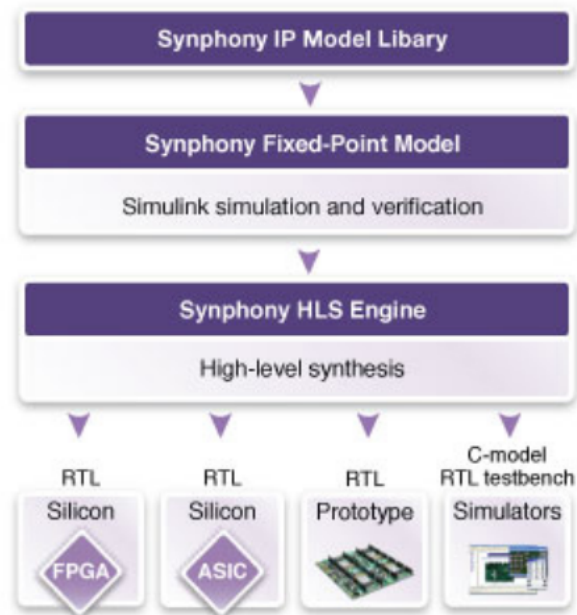 Synphony IP Model Libary
Synphony Fixed-Point Model
Simulink simulation and verification
Synphony HLS Engine
High-level synthesis
RTL
RTL
RTL
C-model
RTL testbench
Silicon
FPGA
Silicon
ASIC
Prototype
Simulators